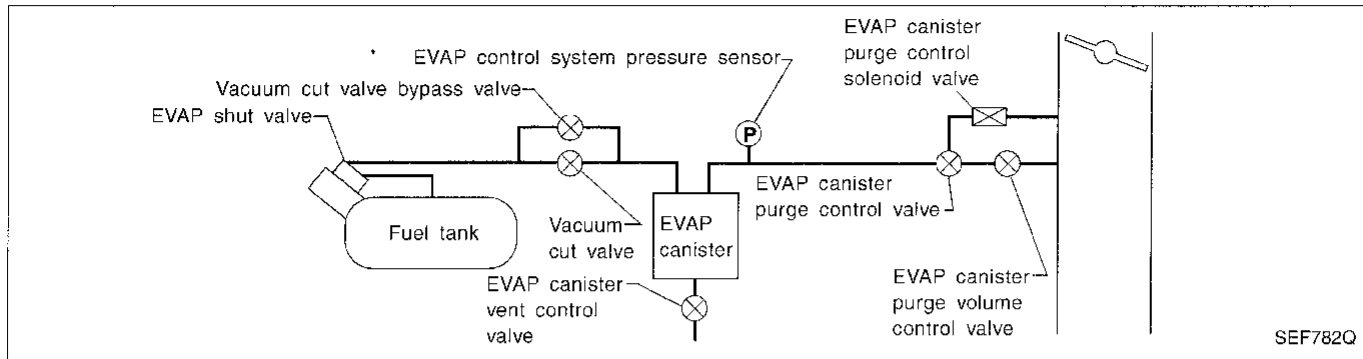 EVAP canister
purge control
solenoid valve
EVAP control system pressure sensor
Vacuum cut valve bypass valve
EVAP shut valve
P
EVAP canister
purge control valve
Fuel tank
Vacuum
cut valve
EVAP
canister
EVAP canister
vent control
valve
EVAP canister
purge volume
control valve
SEF782Q